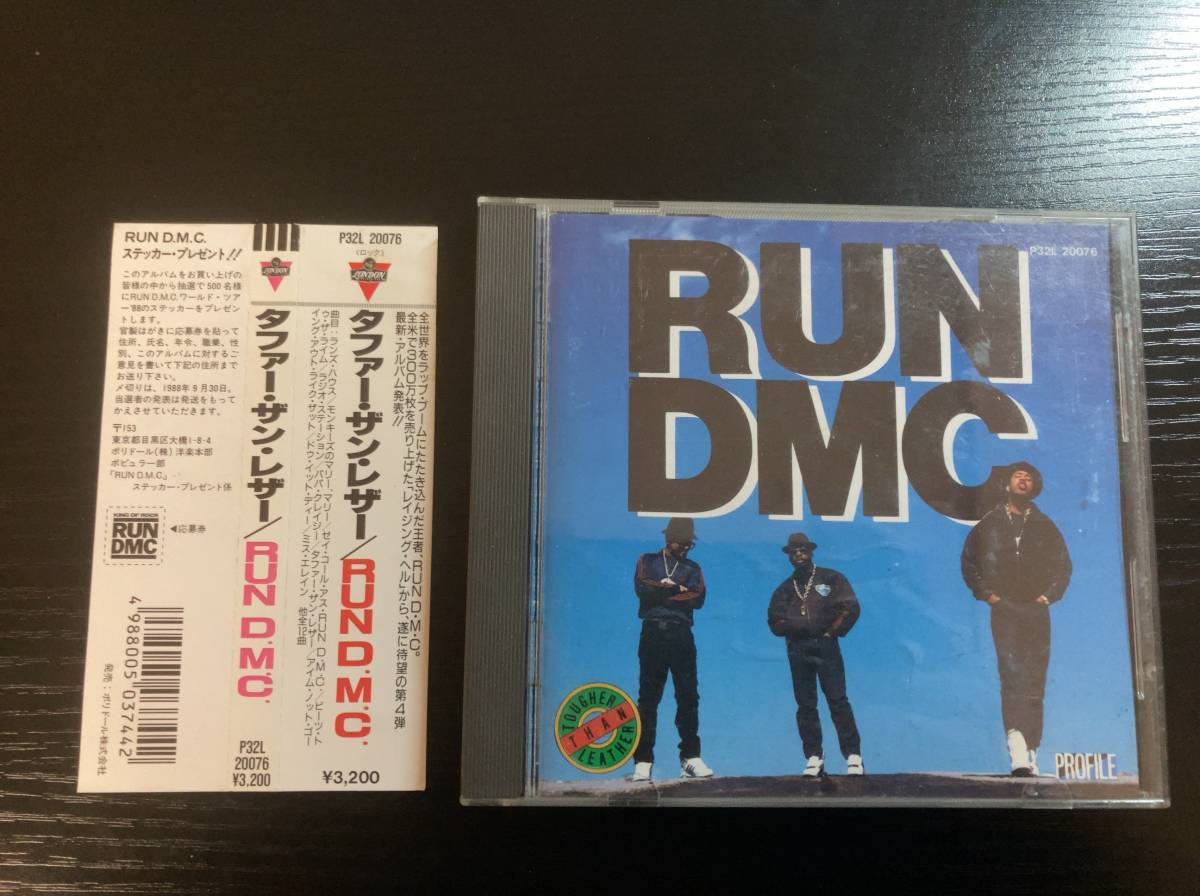 RUN D.M.C.
ステッカー・プレゼント!!
このアルバムをお買い上げの
皆様の中から抽選で500名様
にRUN D.M.C.ワールド・ツア
ー'88のステッカーをプレゼン
トします。
官製はがきに応募券を貼って
住所、氏名、年令、職業、性
別、このアルバムに対するご
意見を書いて下記の住所まで
お送り下さい。
〆切りは、1988年9月30日。
当選者の発表は発送をもって
かえさせていただきます。
〒153
東京都目黒区大橋1-8-4
ポリドール(株) 洋楽本部
ポピュラー部
「RUN D.M.C.」
ステッカー・プレゼント係
KING OF ROCK
RUN
DMC
◀応募券
4 988005 037442
発売:ポリドール株式会社
LONDON
タファー・ザン・レザー/RUN D.M.C.
P32L
20076
¥3,200
P32L 20076
(ロック)
LONDON
タファー・ザン・レザー/RUN D.M.C.
¥3,200
全世界をラップ・ブームにたたき込んだ王者、RUN D.M.C.。
全米で300万枚を売り上げた「レイジング・ヘル」から、遂に待望の第4弾
最新・アルバム発表!!
曲目:ランズ・ハウス/モンキーズのマリー、マリー/ゼイ・コール・アス・RUN D.M.C./ビーツ・ト
ゥ・ザ・ライム/ラジオ・ステーション/パパ・クレイジー/タファー・ザン・レザー/アイム・ノット・ゴー
イング・アウト・ライク・ザット/ドゥ・イット・ティー/ミス・エレイン 他全12曲
P32L 20076
RUN
DMC
TOUGHER
THAN
LEATHER
PROFILE